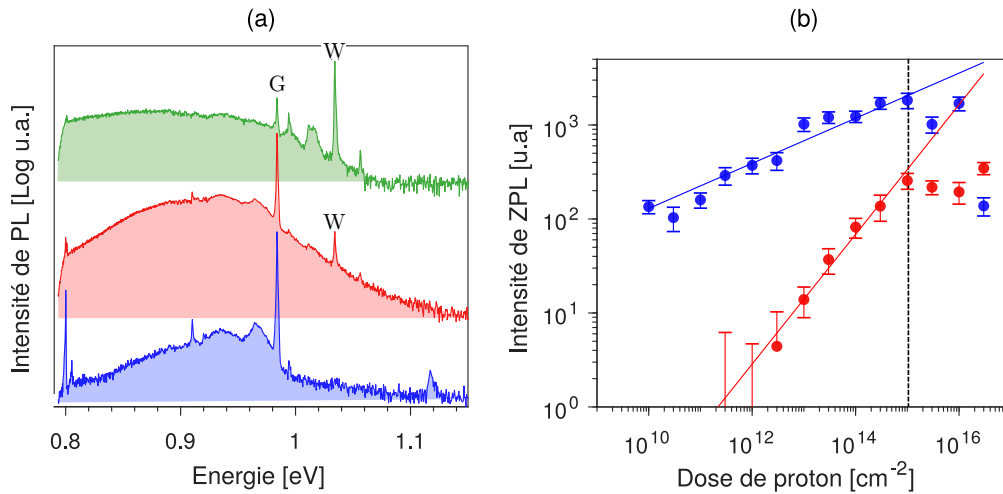 (a)
(b)
W
G
W
Intensité de PL [Log u.a.]
0.8
0.9
1
1.1
Energie [eV]
Intensité de ZPL [u.a]
10^3
10^2
10^1
10^0
10^10
10^12
10^14
10^16
Dose de proton [cm^-2]